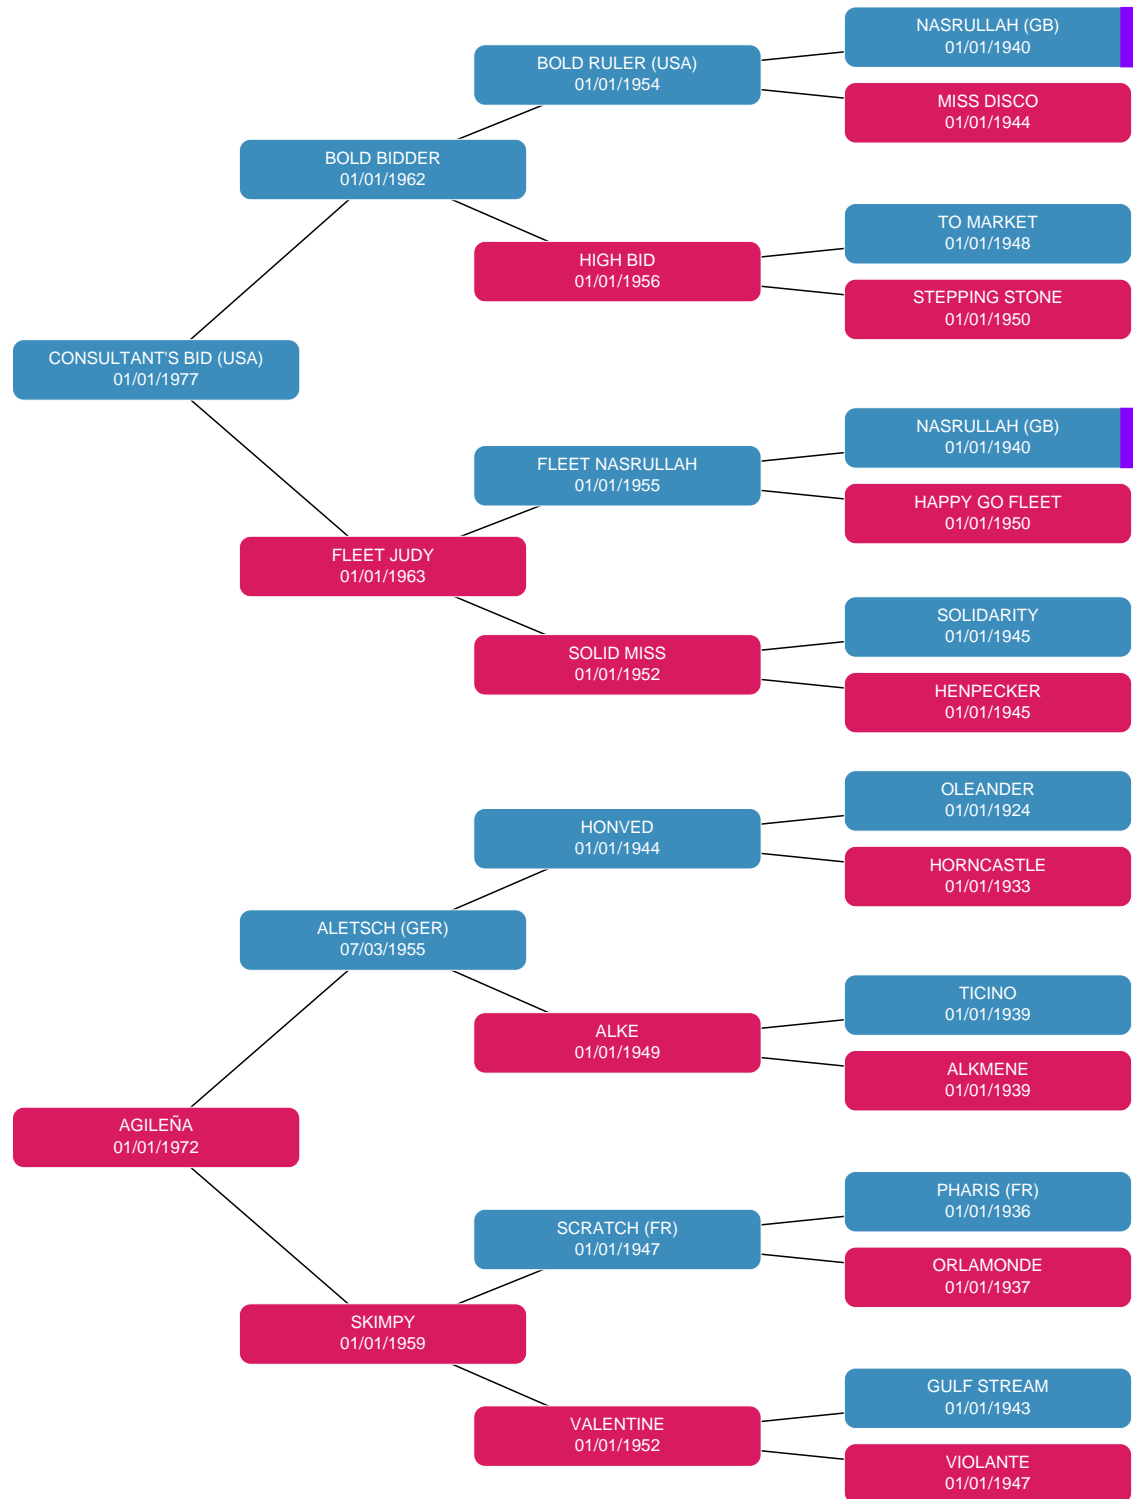 NASRULLAH (GB)
01/01/1940
BOLD RULER (USA)
01/01/1954
MISS DISCO
01/01/1944
BOLD BIDDER
01/01/1962
TO MARKET
01/01/1948
HIGH BID
01/01/1956
STEPPING STONE
01/01/1950
CONSULTANT'S BID (USA)
01/01/1977
NASRULLAH (GB)
01/01/1940
FLEET NASRULLAH
01/01/1955
HAPPY GO FLEET
01/01/1950
FLEET JUDY
01/01/1963
SOLIDARITY
01/01/1945
SOLID MISS
01/01/1952
HENPECKER
01/01/1945
OLEANDER
01/01/1924
HONVED
01/01/1944
HORNCASTLE
01/01/1933
ALETSCH (GER)
07/03/1955
TICINO
01/01/1939
ALKE
01/01/1949
ALKMENE
01/01/1939
AGILEÑA
01/01/1972
PHARIS (FR)
01/01/1936
SCRATCH (FR)
01/01/1947
ORLAMONDE
01/01/1937
SKIMPY
01/01/1959
GULF STREAM
01/01/1943
VALENTINE
01/01/1952
VIOLANTE
01/01/1947